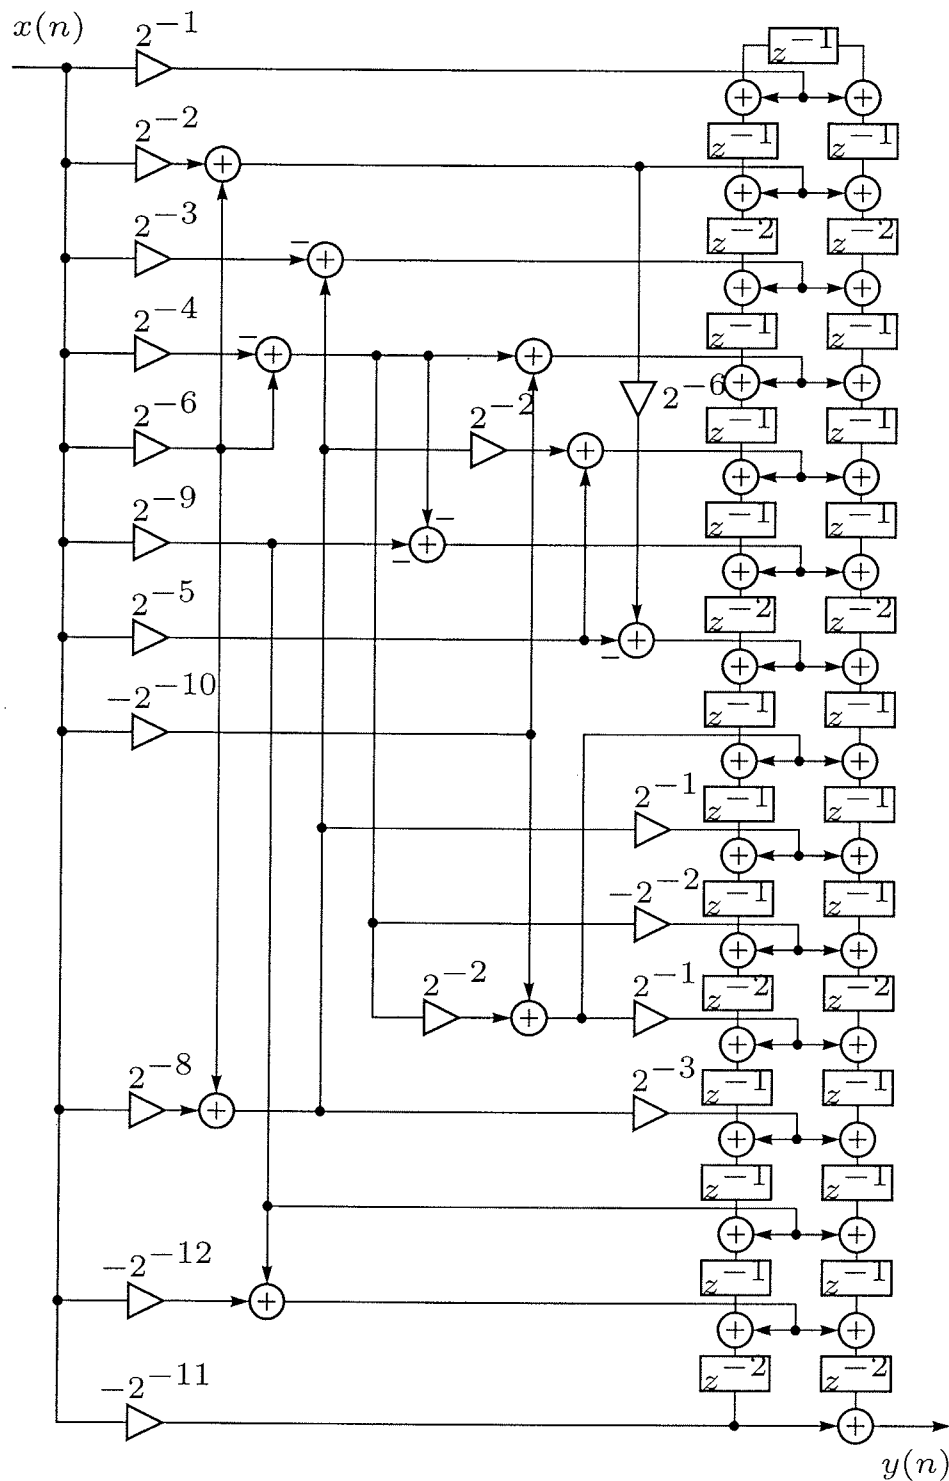 x(n)
2^{-1}
z^{-1}
2^{-2}
z^{-1} z^{-1}
2^{-3}
z^{-2} z^{-2}
2^{-4}
z^{-1} z^{-1}
2^{-6} 2^{-2} 2^{-6}
z^{-1} z^{-1}
2^{-9}
z^{-1} z^{-1}
2^{-5}
z^{-2} z^{-2}
-2^{-10}
z^{-1} z^{-1}
2^{-1}
z^{-1} z^{-1}
-2^{-2}
z^{-1} z^{-1}
2^{-2} 2^{-1}
z^{-2} z^{-2}
2^{-8} 2^{-3}
z^{-1} z^{-1}
z^{-1} z^{-1}
-2^{-12}
z^{-1} z^{-1}
-2^{-11}
z^{-2} z^{-2}
y(n)